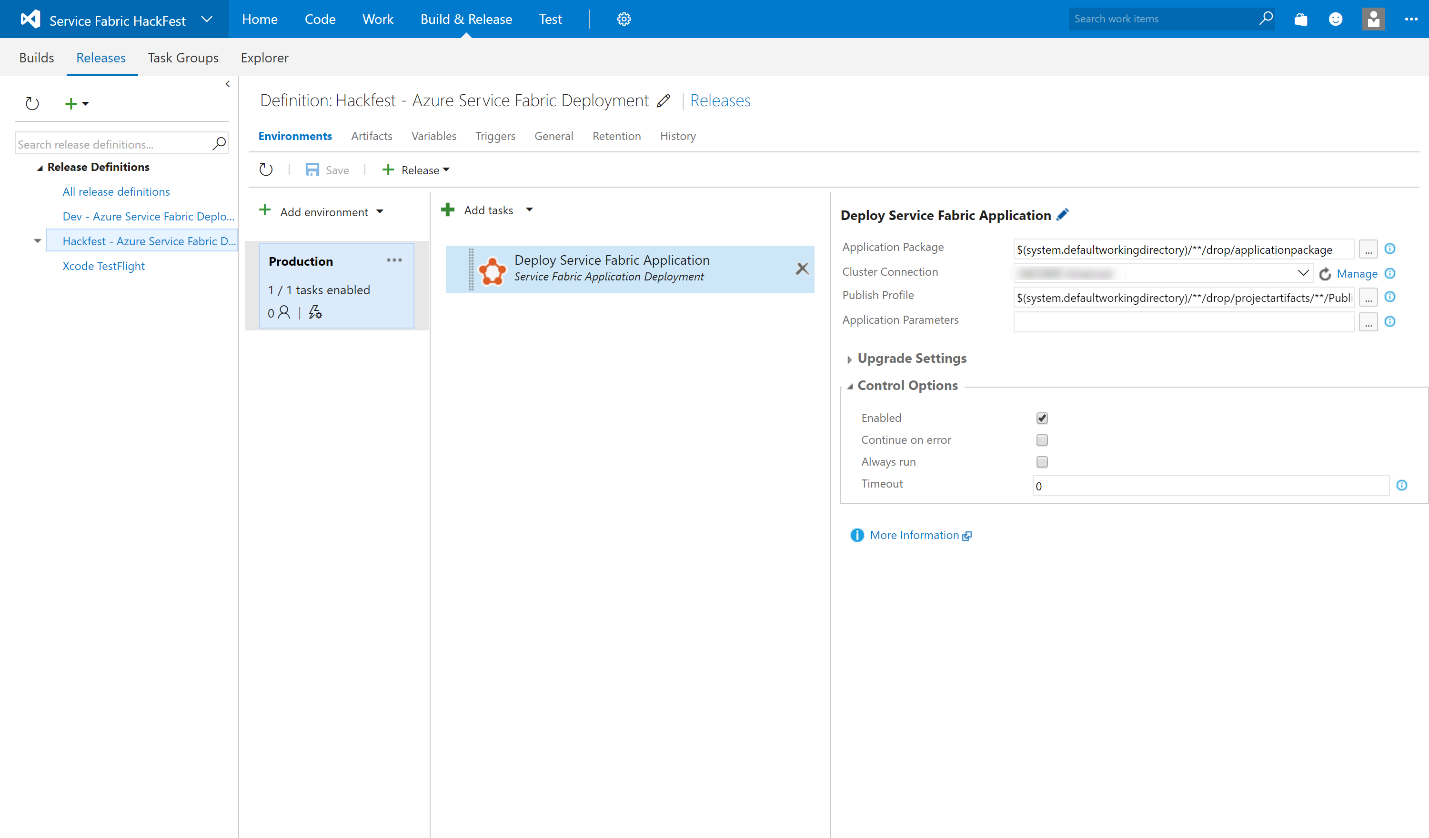 Service Fabric HackFest Home Code Work Build & Release Test Search work items
Builds Releases Task Groups Explorer
Search release definitions...
Release Definitions
All release definitions
Dev - Azure Service Fabric Deplo...
Hackfest - Azure Service Fabric D...
Xcode TestFlight
Definition: Hackfest - Azure Service Fabric Deployment | Releases
Environments Artifacts Variables Triggers General Retention History
Save Release
Add environment
Production ...
1 / 1 tasks enabled
0
Add tasks
Deploy Service Fabric Application
Service Fabric Application Deployment
Deploy Service Fabric Application
Application Package $(system.defaultworkingdirectory)/**/drop/applicationpackage ...
Cluster Connection Manage
Publish Profile $(system.defaultworkingdirectory)/**/drop/projectartifacts/**/Publi ...
Application Parameters ...
Upgrade Settings
Control Options
Enabled
Continue on error
Always run
Timeout 0
More Information